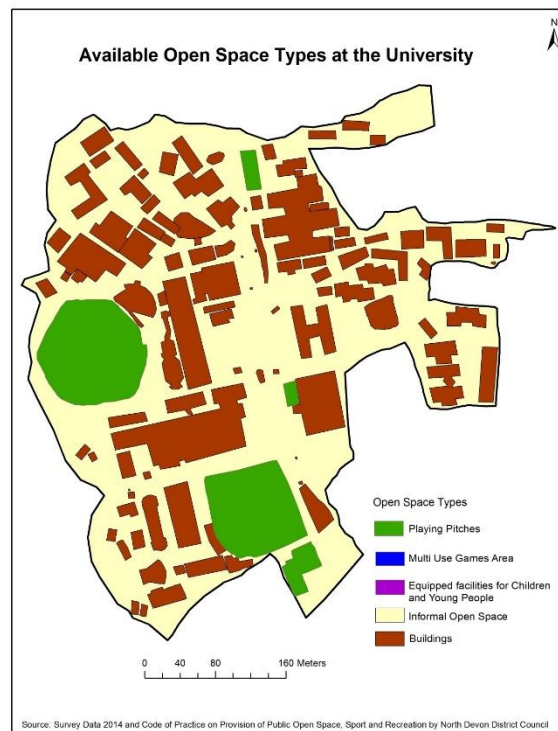 N
Available Open Space Types at the University
Open Space Types
Playing Pitches
Multi Use Games Area
Equipped facilities for Children
and Young People
Informal Open Space
Buildings
0 40 80 160 Meters
Source: Survey Data 2014 and Code of Practice on Provision of Public Open Space, Sport and Recreation by North Devon District Council